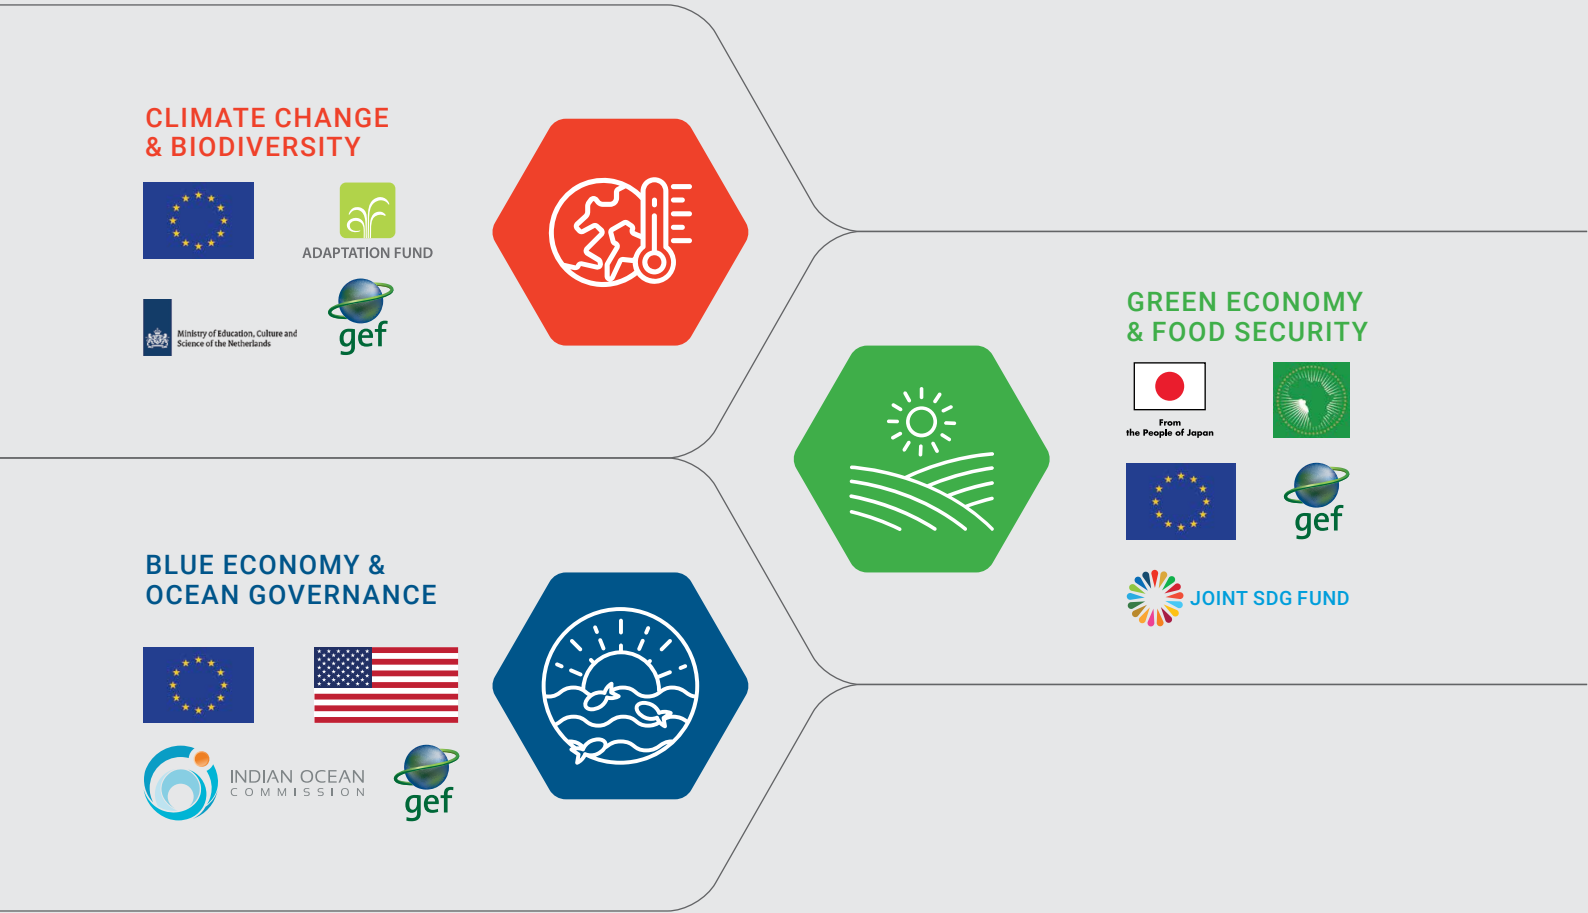 CLIMATE CHANGE
& BIODIVERSITY
ADAPTATION FUND
Ministry of Education, Culture and
Science of the Netherlands
gef
GREEN ECONOMY
& FOOD SECURITY
From
the People of Japan
gef
JOINT SDG FUND
BLUE ECONOMY &
OCEAN GOVERNANCE
INDIAN OCEAN
COMMISSION
gef